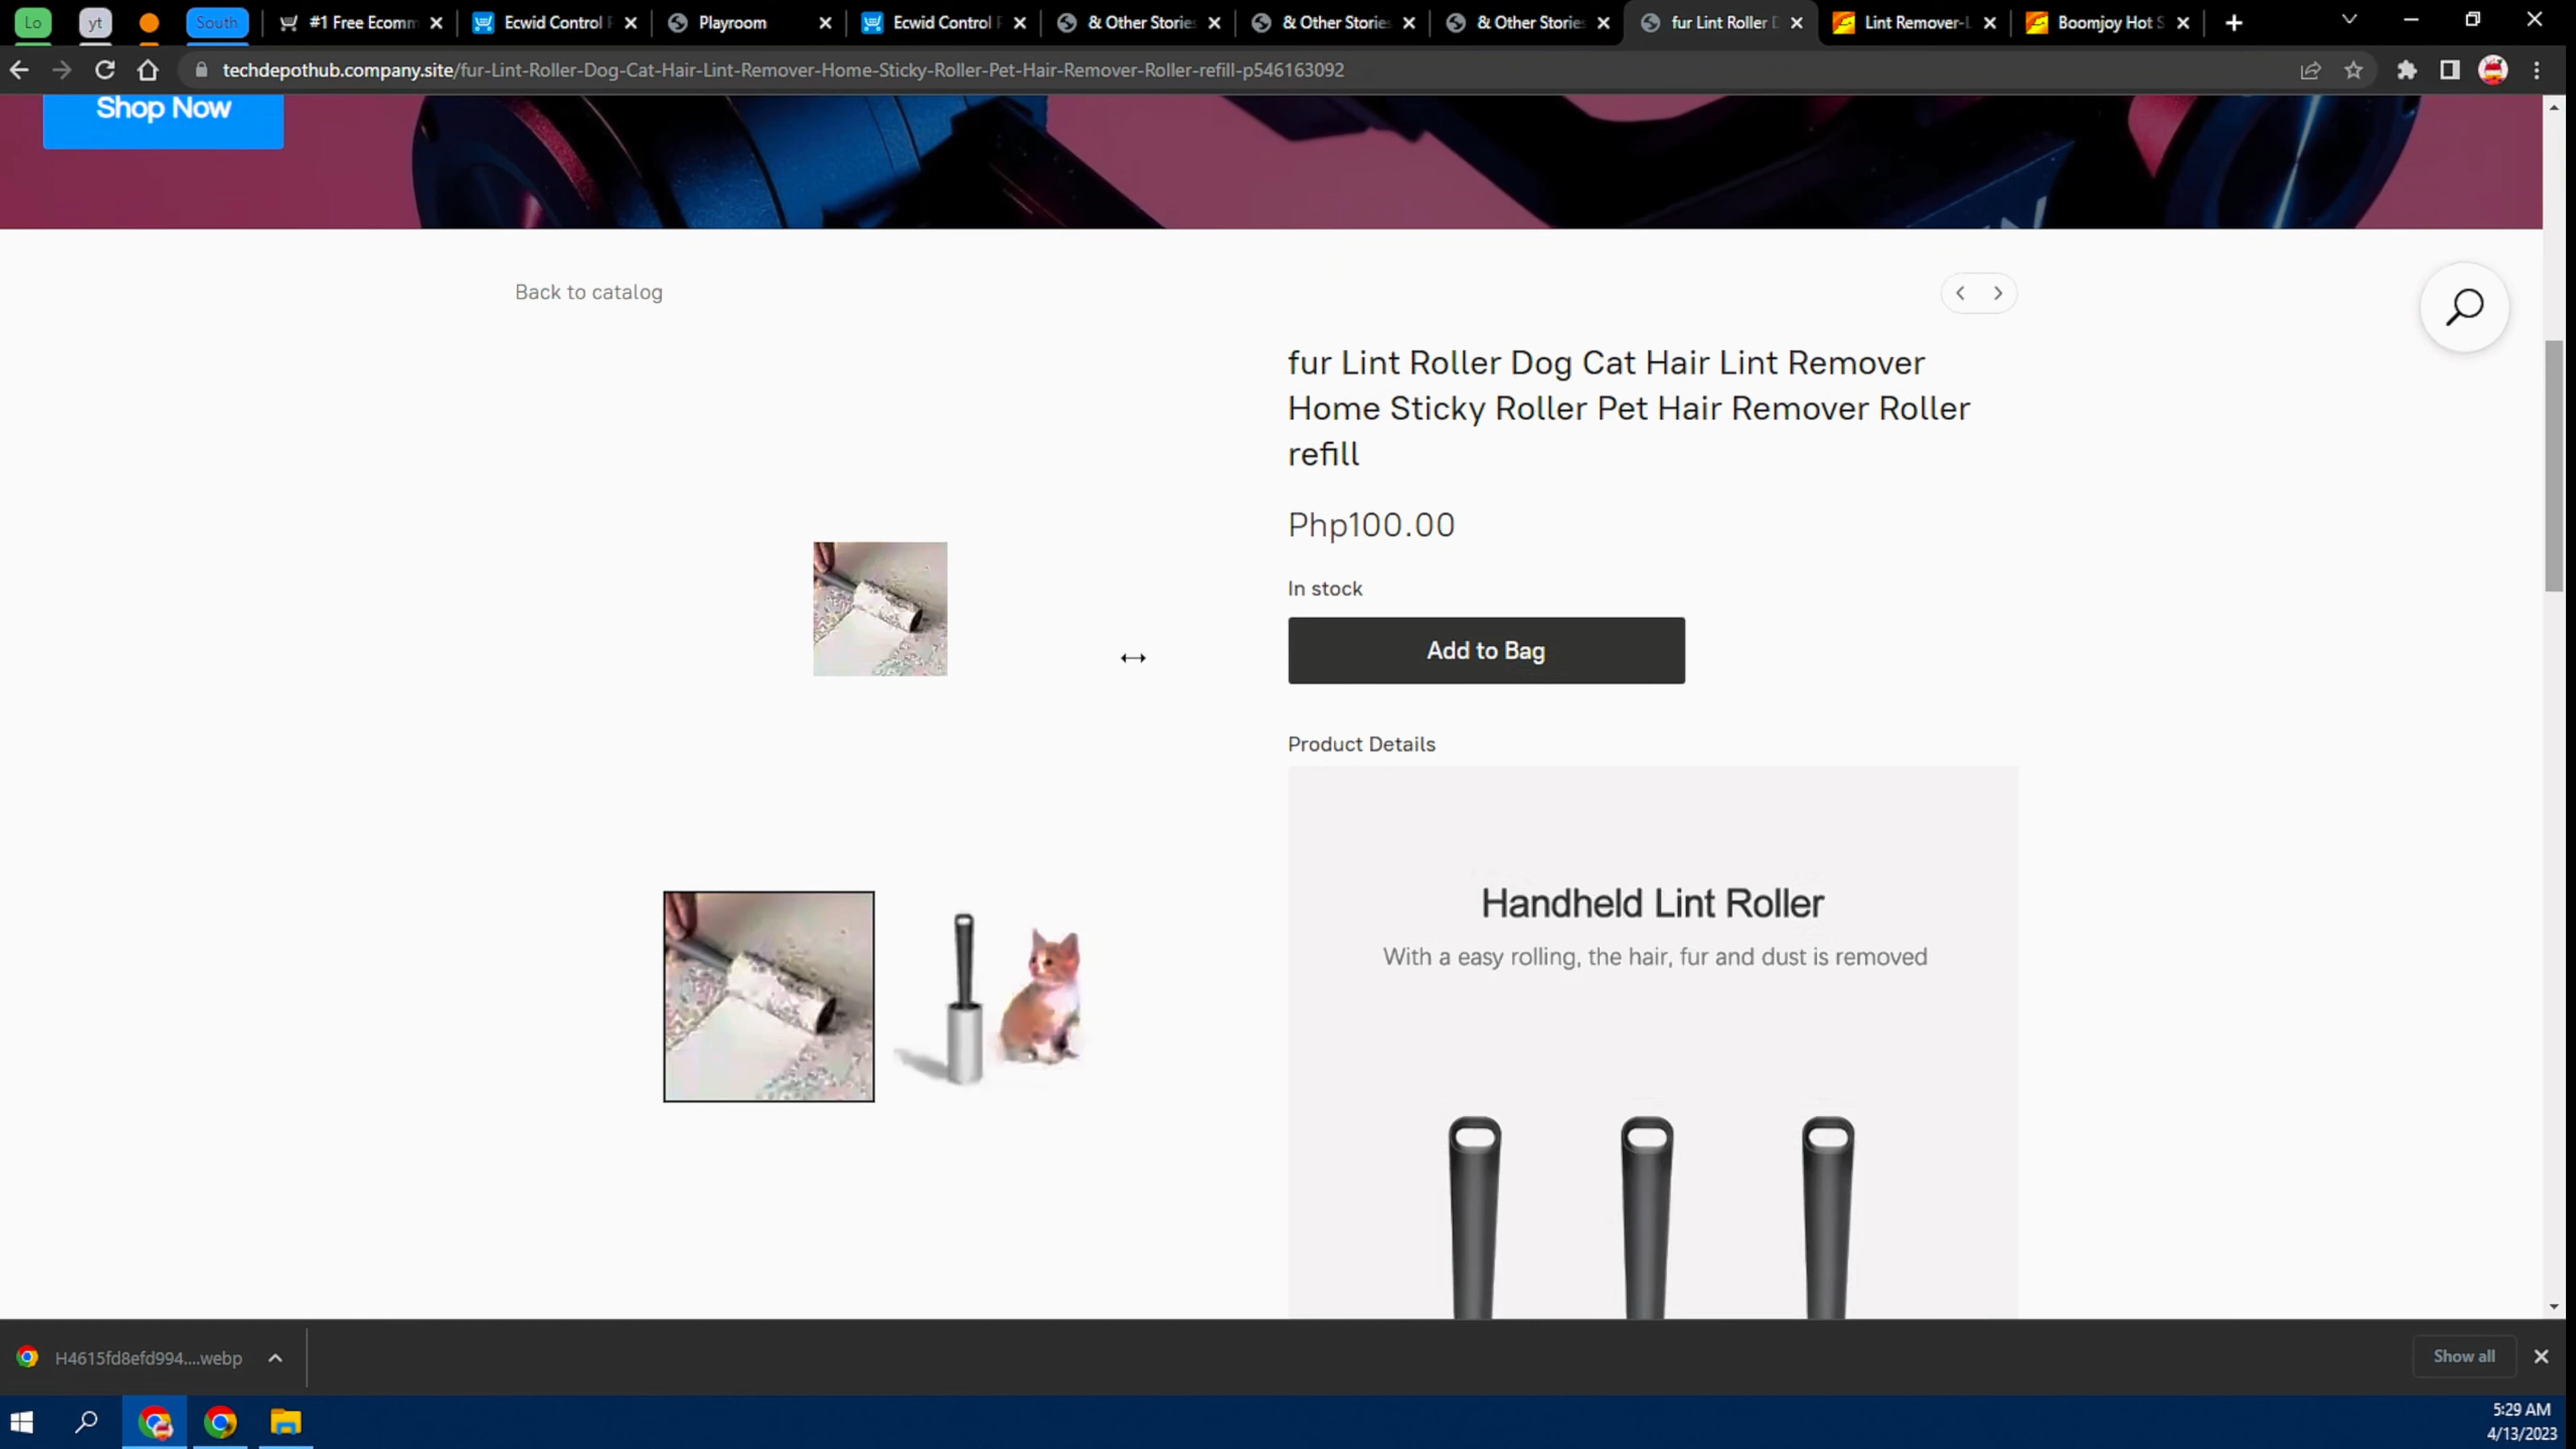 Lo
yt
South
#1 Free Ecomm
Ecwid Control P
Playroom
Ecwid Control P
& Other Stories
& Other Stories
& Other Stories
fur Lint Roller D
Lint Remover-L
Boomjoy Hot S
techdepothub.company.site/fur-Lint-Roller-Dog-Cat-Hair-Lint-Remover-Home-Sticky-Roller-Pet-Hair-Remover-Roller-refill-p546163092
Shop Now
Back to catalog
fur Lint Roller Dog Cat Hair Lint Remover
Home Sticky Roller Pet Hair Remover Roller
refill
Php100.00
In stock
Add to Bag
Product Details
Handheld Lint Roller
With a easy rolling, the hair, fur and dust is removed
H4615fd8efd994....webp
Show all
5:29 AM
4/13/2023